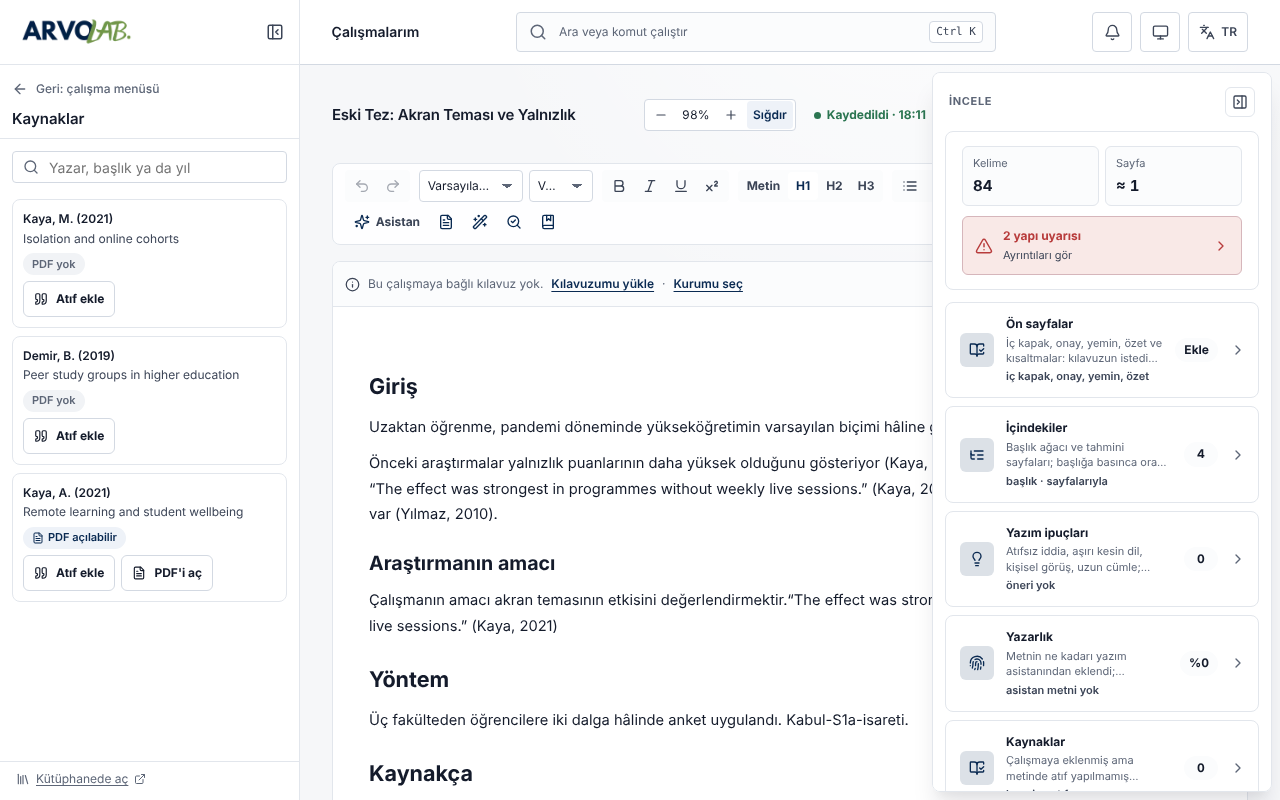 ARVOLAB.
Çalışmalarım
Ara veya komut çalıştır
Ctrl K
TR
Geri: çalışma menüsü
Kaynaklar
Yazar, başlık ya da yıl
Kaya, M. (2021)
Isolation and online cohorts
PDF yok
Atıf ekle
Demir, B. (2019)
Peer study groups in higher education
PDF yok
Atıf ekle
Kaya, A. (2021)
Remote learning and student wellbeing
PDF açılabilir
Atıf ekle
PDF'i aç
Kütüphanede aç
Eski Tez: Akran Teması ve Yalnızlık
98%
Sığdır
Kaydedildi · 18:11
Varsayıla...
V...
B I U x²
Metin H1 H2 H3
Asistan
Bu çalışmaya bağlı kılavuz yok. Kılavuzumu yükle · Kurumu seç
Giriş
Uzaktan öğrenme, pandemi döneminde yükseköğretimin varsayılan biçimi hâline
Önceki araştırmalar yalnızlık puanlarının daha yüksek olduğunu gösteriyor (Kaya,
“The effect was strongest in programmes without weekly live sessions.” (Kaya, 20
var (Yılmaz, 2010).
Araştırmanın amacı
Çalışmanın amacı akran temasının etkisini değerlendirmektir.“The effect was stron
live sessions.” (Kaya, 2021)
Yöntem
Üç fakülteden öğrencilere iki dalga hâlinde anket uygulandı. Kabul-S1a-isareti.
Kaynakça
İNCELE
Kelime
84
Sayfa
≈ 1
2 yapı uyarısı
Ayrıntıları gör
Ön sayfalar
İç kapak, onay, yemin, özet ve
kısaltmalar: kılavuzun istedi...
iç kapak, onay, yemin, özet
Ekle
İçindekiler
Başlık ağacı ve tahmini
sayfaları; başlığa basınca ora...
başlık · sayfalarıyla
4
Yazım ipuçları
Atıfsız iddia, aşırı kesin dil,
kişisel görüş, uzun cümle;...
öneri yok
0
Yazarlık
Metnin ne kadarı yazım
asistanından eklendi;...
asistan metni yok
%0
Kaynaklar
Çalışmaya eklenmiş ama
metinde atıf yapılmamış...
0